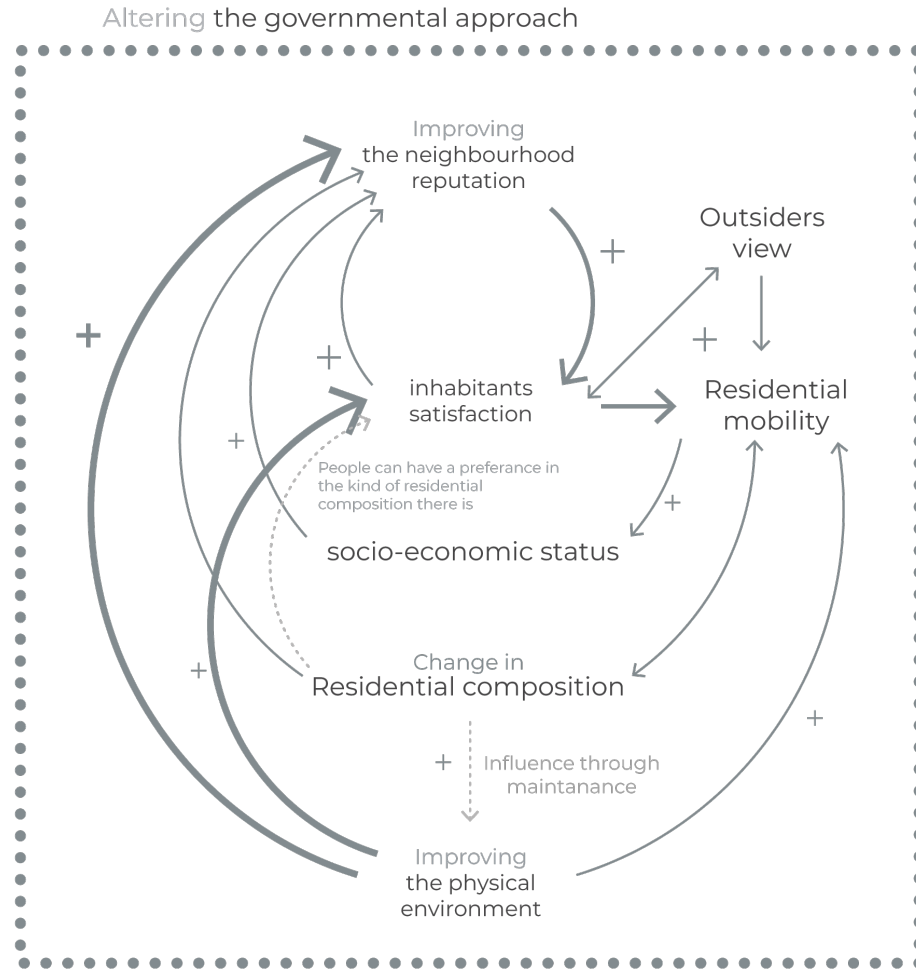 Altering the governmental approach
Improving
the neighbourhood
reputation
Outsiders
view
+
+
+
+
inhabitants
satisfaction
Residential
mobility
+
People can have a preferance in
the kind of residential
composition there is
+
socio-economic status
+
Change in
Residential composition
+
+
Influence through
maintanance
Improving
the physical
environment